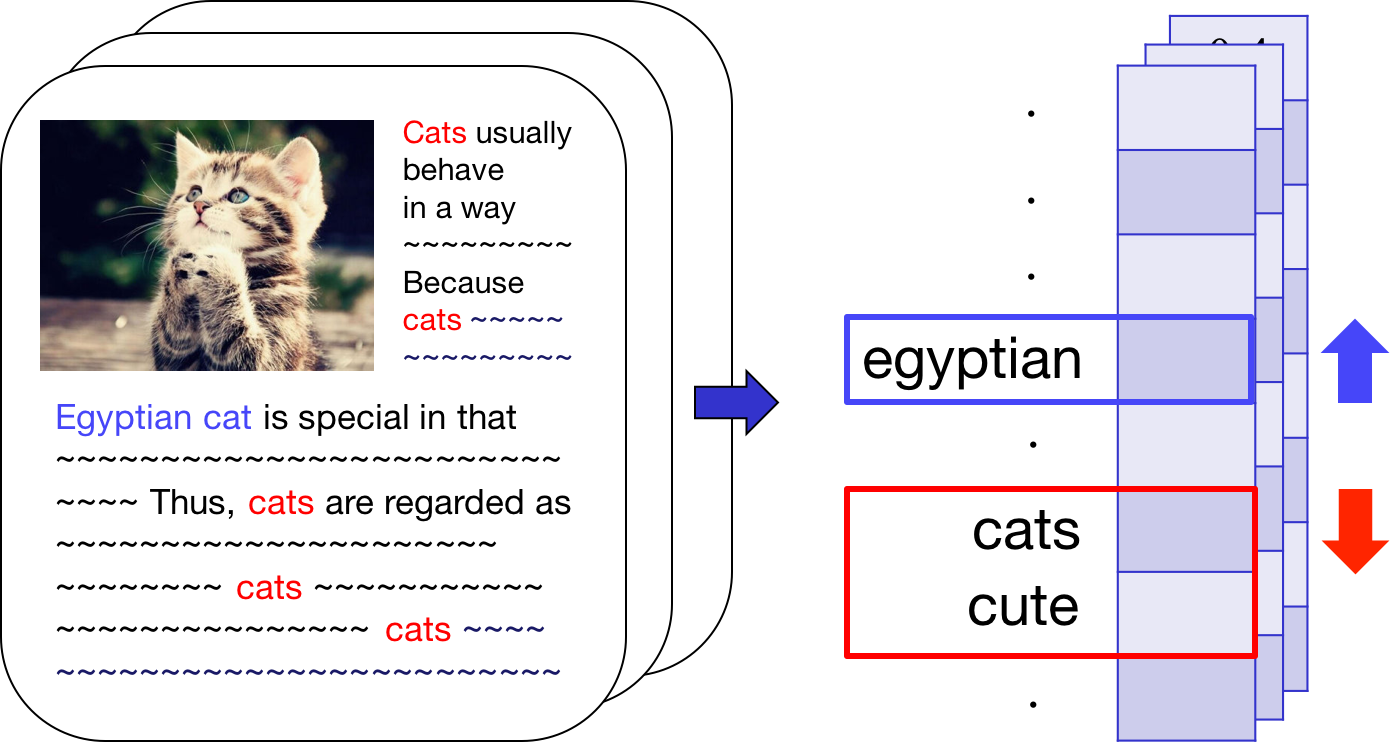 Cats usually
behave
in a way
~~~~~~~~~
Because
cats ~~~~~
~~~~~~~~~
Egyptian cat is special in that
~~~~~~~~~~~~~~~~~~~~~~~~
~~~~ Thus, cats are regarded as
~~~~~~~~~~~~~~~~~~~~~
~~~~~~~~ cats ~~~~~~~~~~~
~~~~~~~~~~~~~~~ cats ~~~~
~~~~~~~~~~~~~~~~~~~~~~~~
.
.
.
egyptian
.
cats
cute
.